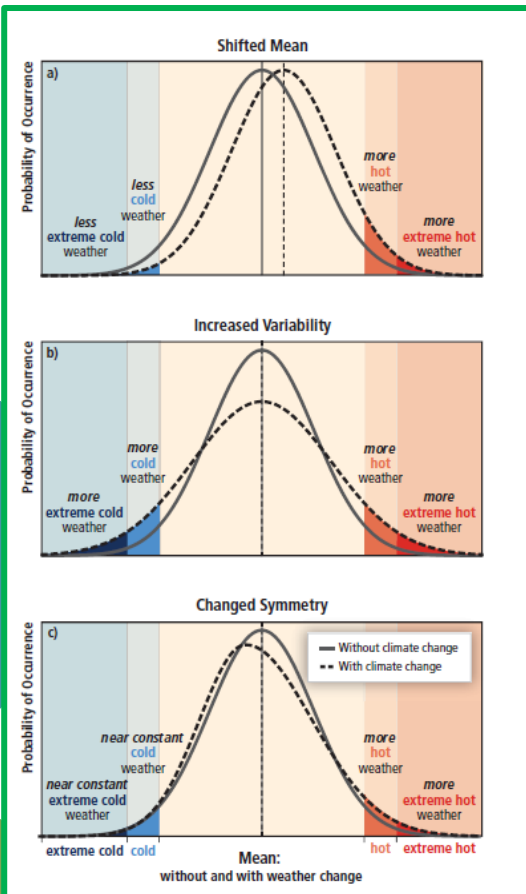 Shifted Mean
a)
Probability of Occurrence
less
cold
weather
less
extreme cold
weather
more
hot
weather
more
extreme hot
weather
Increased Variability
b)
Probability of Occurrence
more
cold
weather
more
extreme cold
weather
more
hot
weather
more
extreme hot
weather
Changed Symmetry
c)
Probability of Occurrence
Without climate change
With climate change
near constant
cold
weather
near constant
extreme cold
weather
more
hot
weather
more
extreme hot
weather
extreme cold
cold
Mean:
without and with weather change
hot
extreme hot